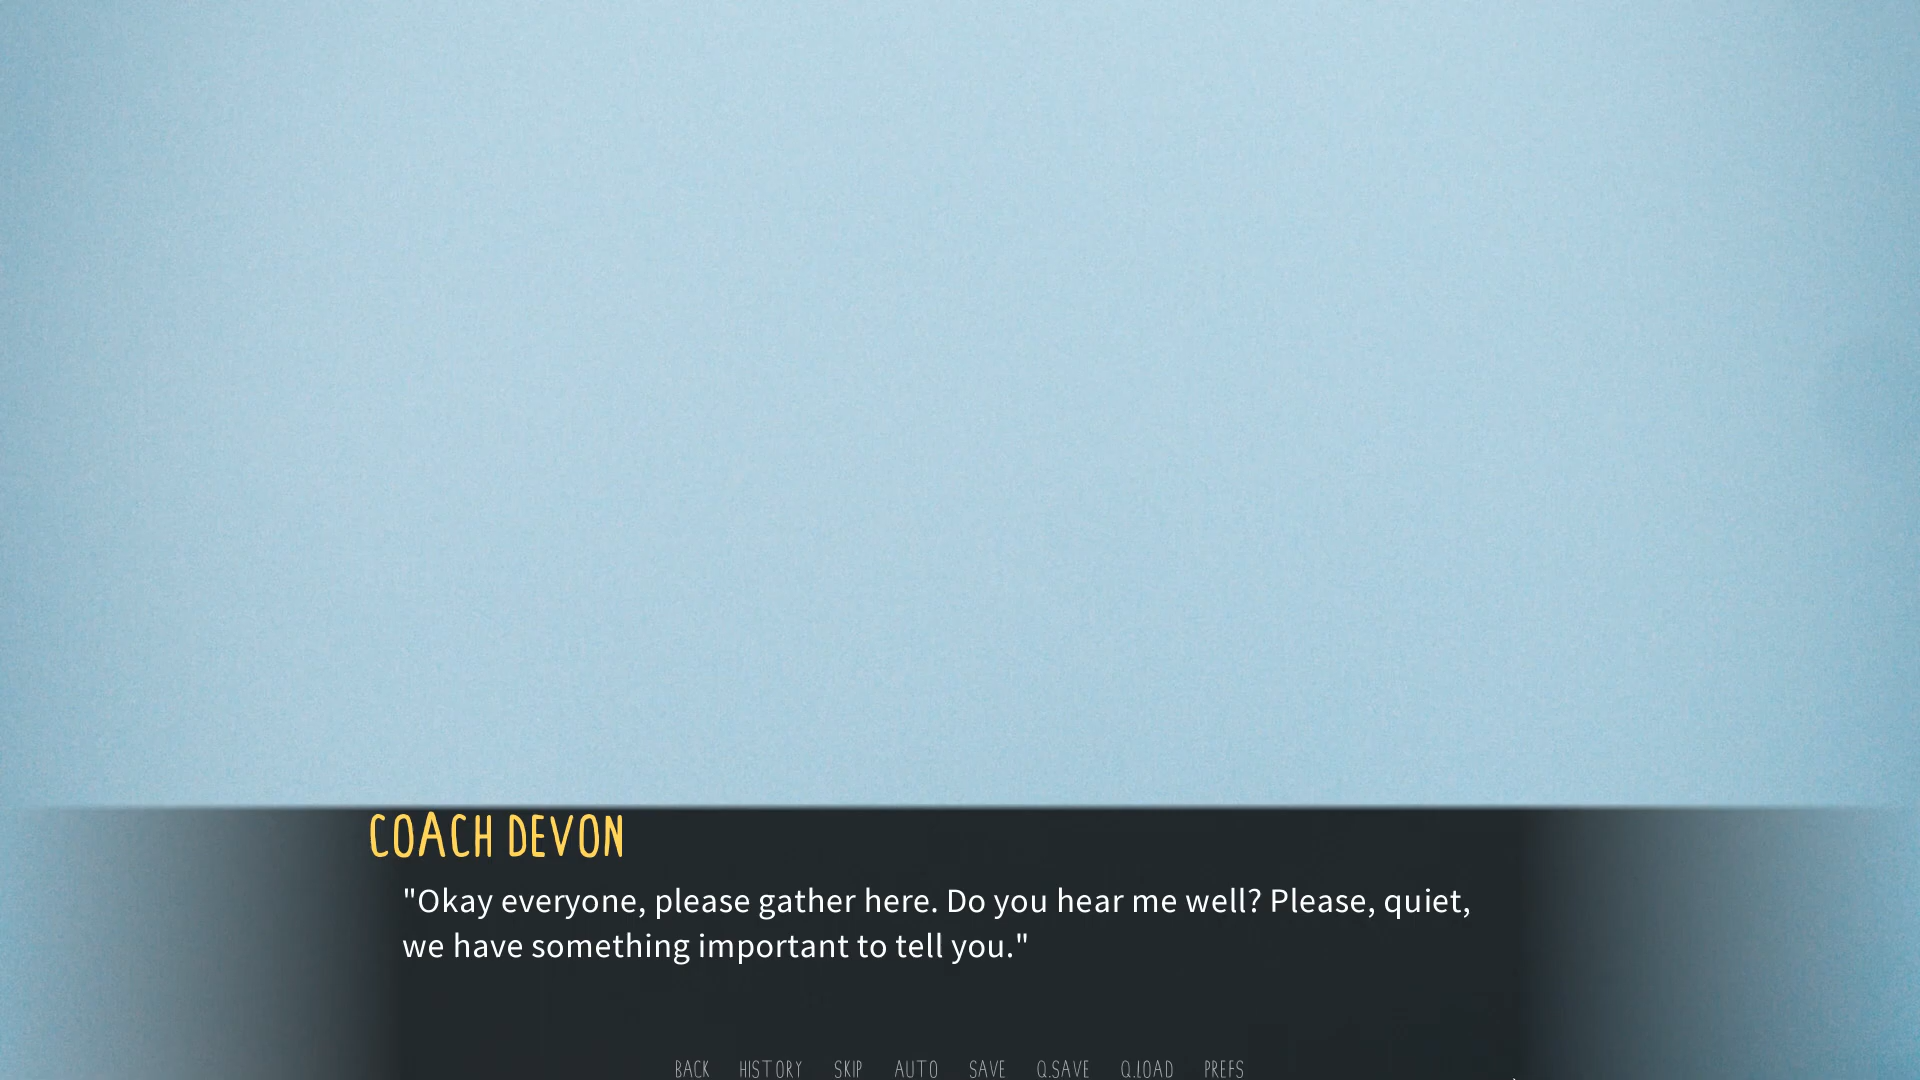 COACH DEVON
"Okay everyone, please gather here. Do you hear me well? Please, quiet,
we have something important to tell you."
BACK HISTORY SKIP AUTO SAVE Q.SAVE Q.LOAD PREFS